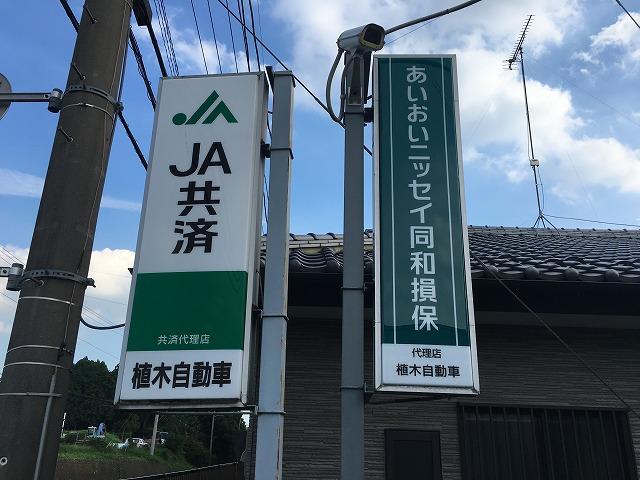 JA
共済
共済代理店
植木自動車
あいおいニッセイ同和損保
代理店
植木自動車